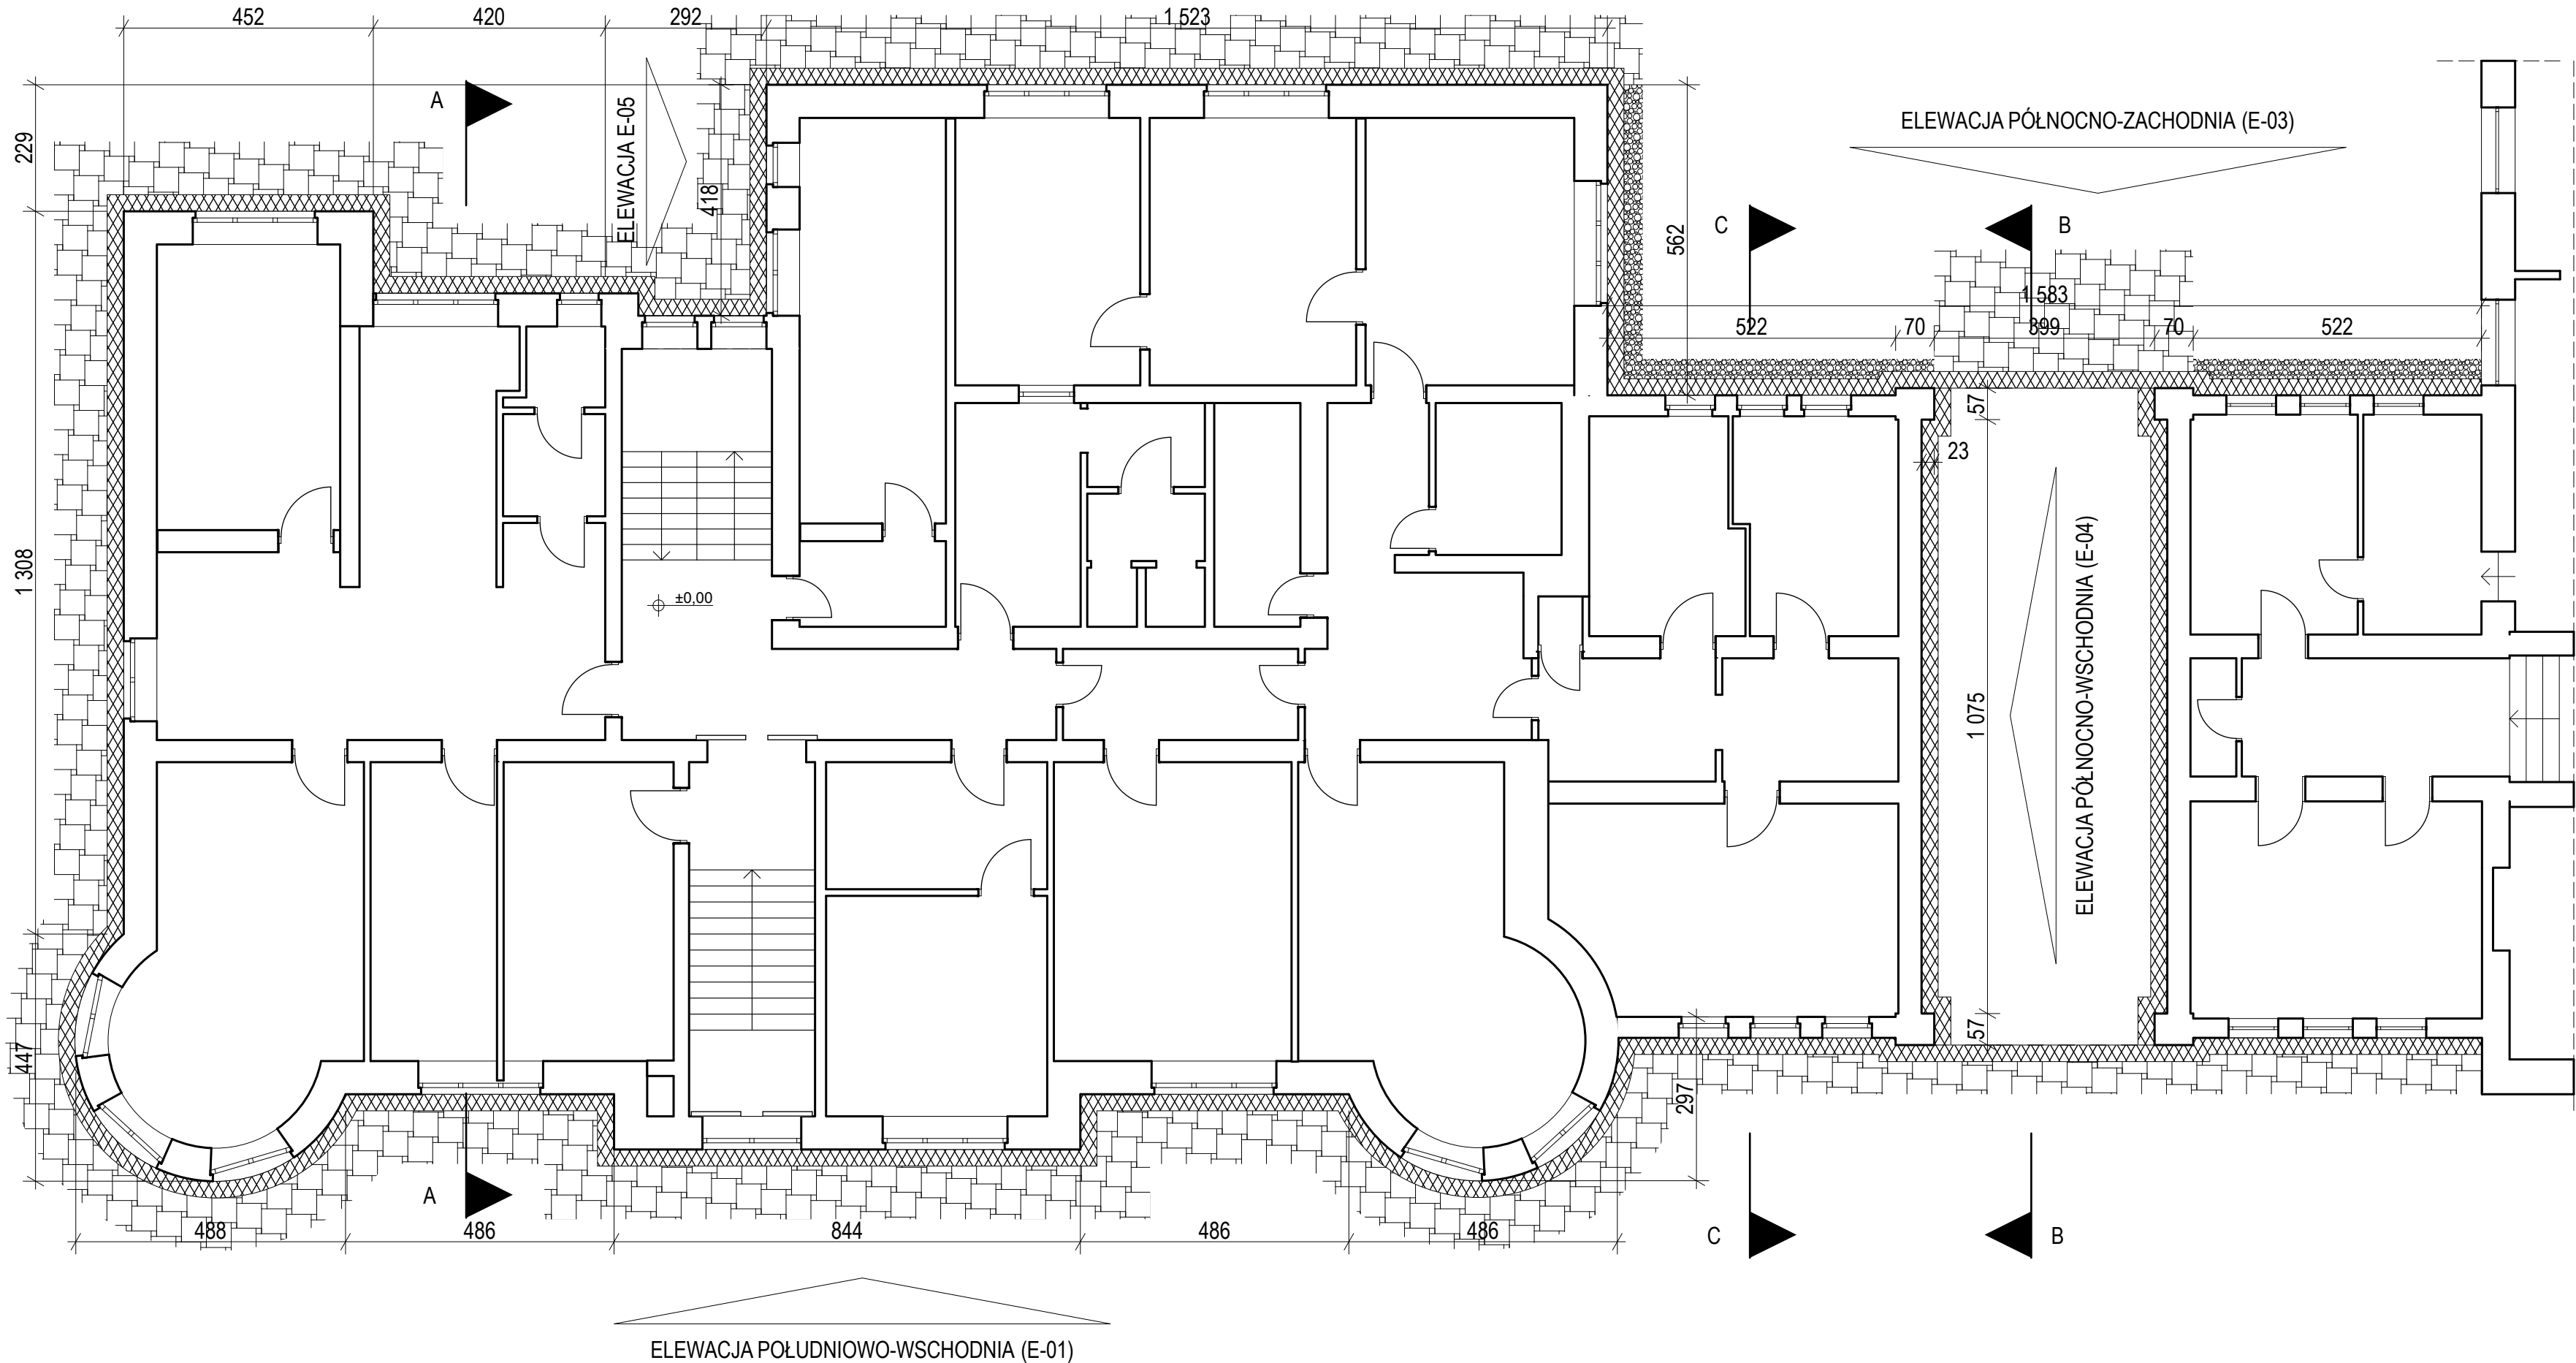 452
420
292
1 523
A
ELEWACJA E-05
229
418
562
ELEWACJA PÓŁNOCNO-ZACHODNIA (E-03)
C
B
1 583
522
70
399
70
522
57
23
1 308
±0,00
1 075
ELEWACJA PÓŁNOCNO-WSCHODNIA (E-04)
57
447
297
A
488
486
844
486
486
C
B
ELEWACJA POŁUDNIOWO-WSCHODNIA (E-01)